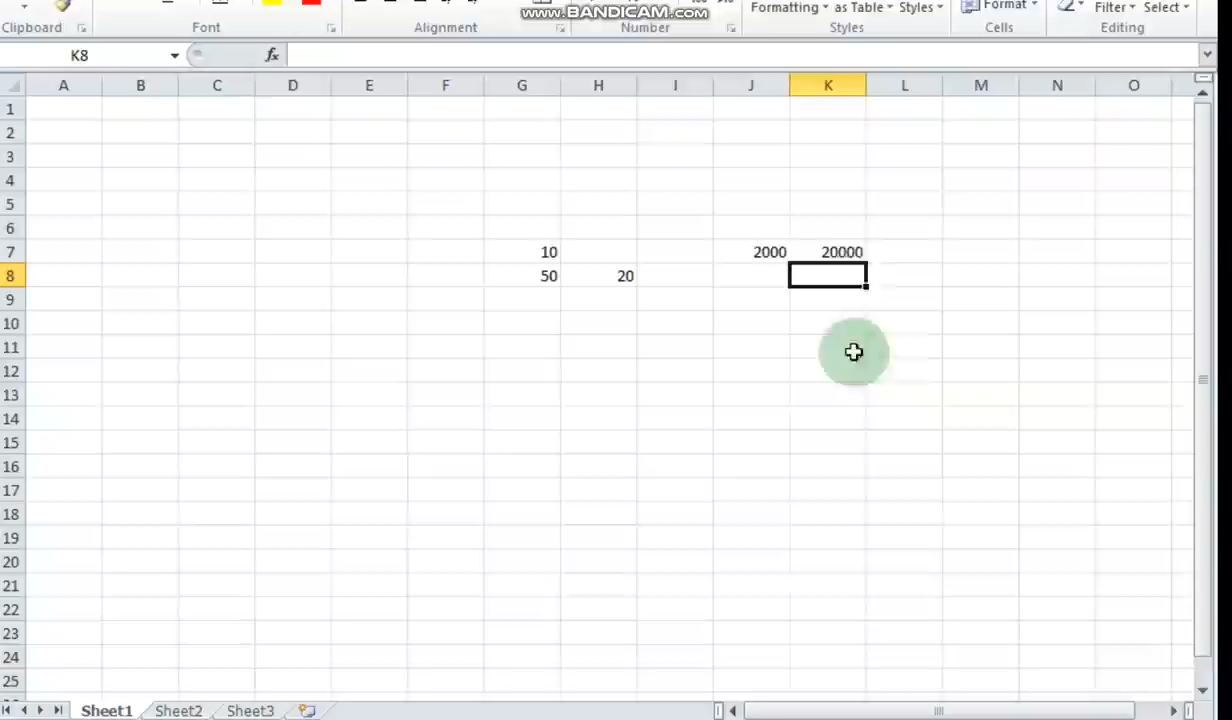 Formatting as Table Styles Format Filter Select
www.BANDICAM.com
Clipboard Font Alignment Number Styles Cells Editing
K8 fx
A B C D E F G H I J K L M N O
1
2
3
4
5
6
7 10 2000 20000
8 50 20
9
10
11
12
13
14
15
16
17
18
19
20
21
22
23
24
25
Sheet1 Sheet2 Sheet3